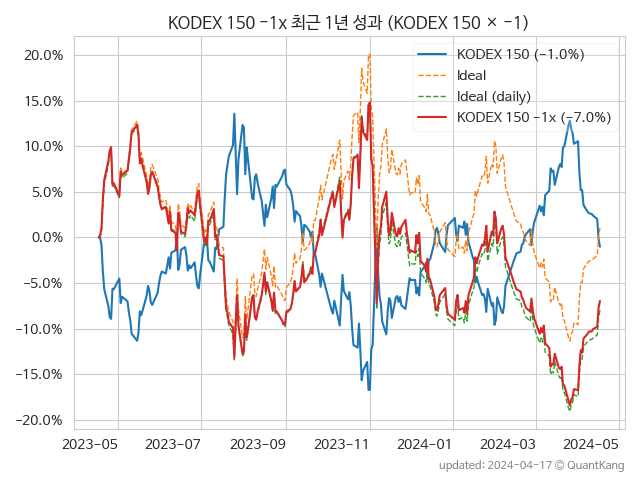 KODEX 150 −1x 최근 1년 성과 (KODEX 150 × −1)
20.0%
15.0%
10.0%
5.0%
0.0%
−5.0%
−10.0%
−15.0%
−20.0%
KODEX 150 (−1.0%)
Ideal
Ideal (daily)
KODEX 150 −1x (−7.0%)
2023−05
2023−07
2023−09
2023−11
2024−01
2024−03
2024−05
updated: 2024−04−17 © QuantKang